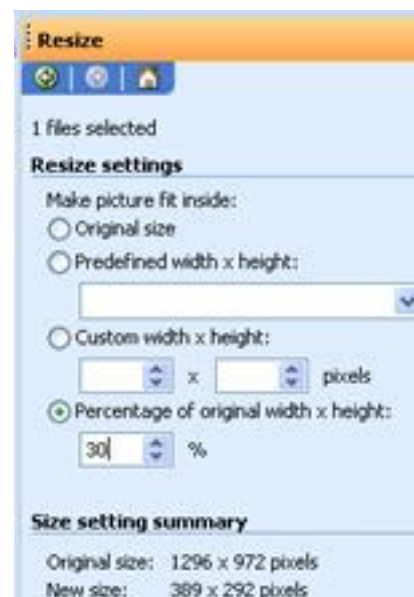 Resize
1 files selected
Resize settings
Make picture fit inside:
Original size
Predefined width x height:
Custom width x height:
x pixels
Percentage of original width x height:
30 %
Size setting summary
Original size: 1296 x 972 pixels
New size: 389 x 292 pixels